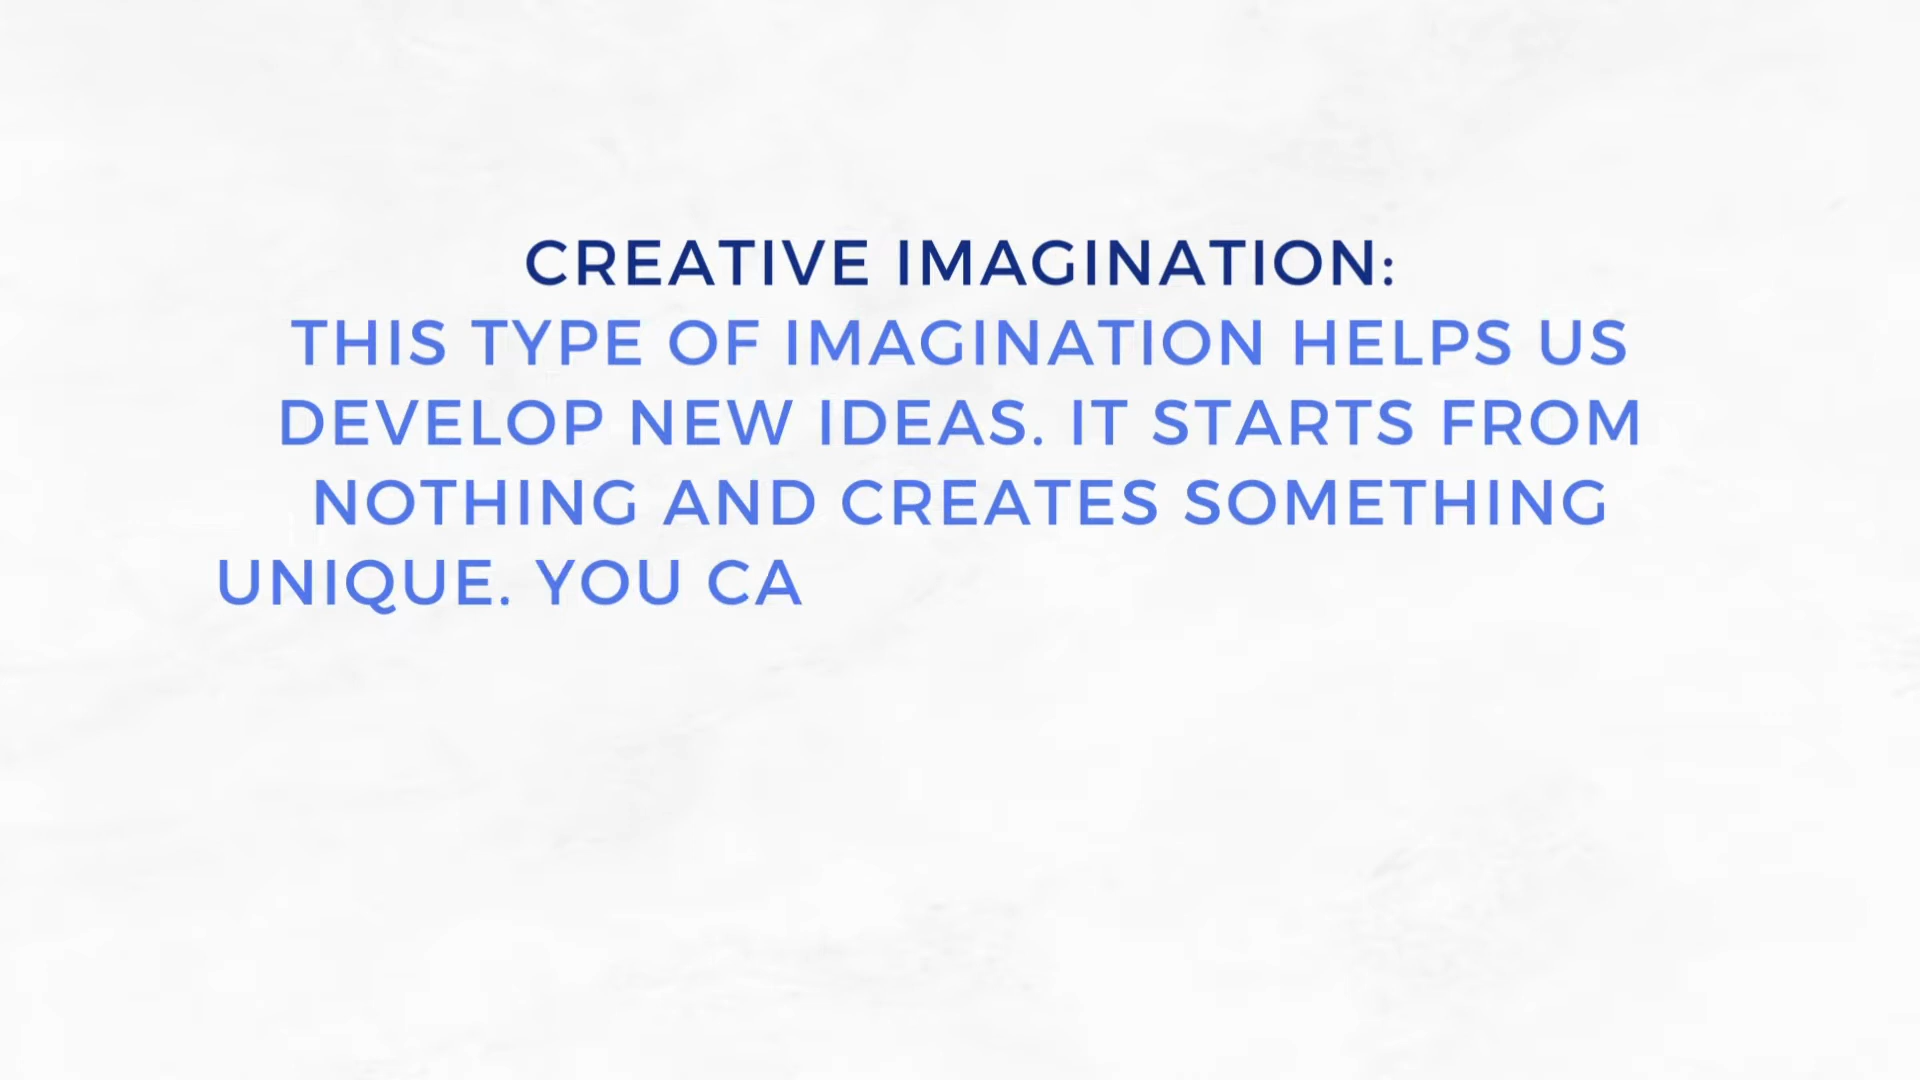 CREATIVE IMAGINATION:
THIS TYPE OF IMAGINATION HELPS US
DEVELOP NEW IDEAS. IT STARTS FROM
NOTHING AND CREATES SOMETHING
UNIQUE. YOU CA